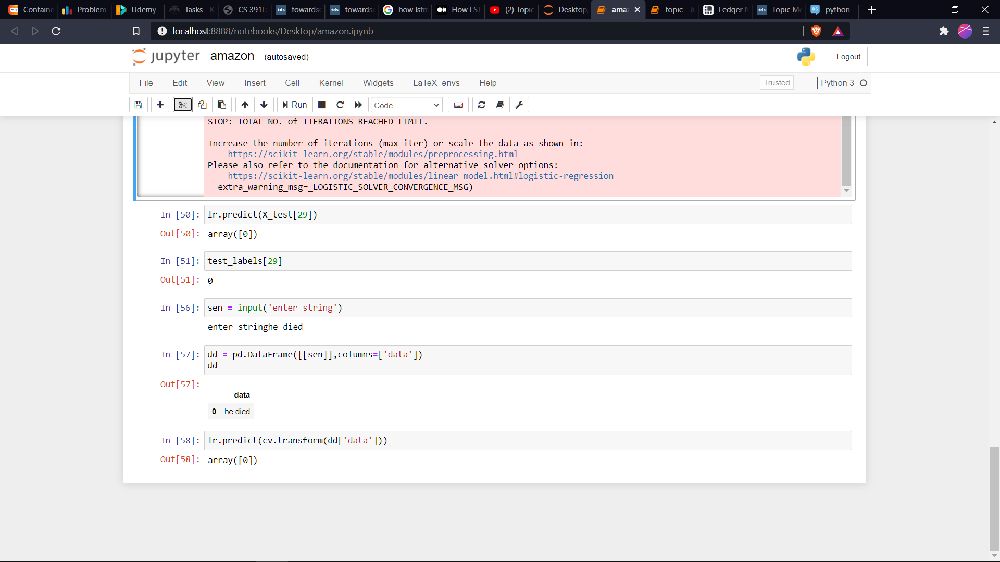 Containe
Problem
Udemy
Tasks - K
CS 391L:
tds towards
tds towards
how lstm
How LST
(2) Topic
Desktop
amaz
topic - Ju
Ledger N
tds Topic Mo
DS python
localhost:8888/notebooks/Desktop/amazon.ipynb
jupyter amazon (autosaved)
Logout
File Edit View Insert Cell Kernel Widgets LaTeX_envs Help
Trusted
Python 3
Run
Code
STOP: TOTAL NO. of ITERATIONS REACHED LIMIT.
Increase the number of iterations (max_iter) or scale the data as shown in:
https://scikit-learn.org/stable/modules/preprocessing.html
Please also refer to the documentation for alternative solver options:
https://scikit-learn.org/stable/modules/linear_model.html#logistic-regression
extra_warning_msg=_LOGISTIC_SOLVER_CONVERGENCE_MSG)
In [50]: lr.predict(X_test[29])
Out[50]: array([0])
In [51]: test_labels[29]
Out[51]: 0
In [56]: sen = input('enter string')
enter stringhe died
In [57]: dd = pd.DataFrame([[sen]],columns=['data'])
dd
Out[57]:
data
0 he died
In [58]: lr.predict(cv.transform(dd['data']))
Out[58]: array([0])